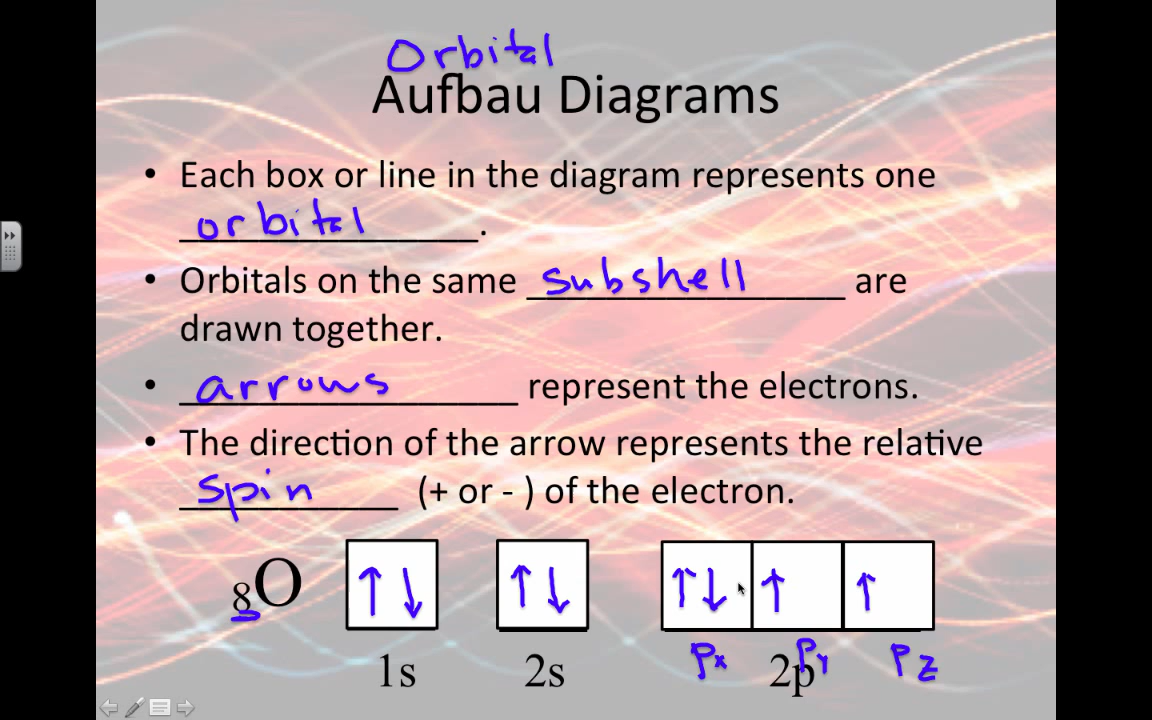 Orbital
Aufbau Diagrams
• Each box or line in the diagram represents one
orbital.
• Orbitals on the same subshell are
drawn together.
• arrows represent the electrons.
• The direction of the arrow represents the relative
spin (+ or - ) of the electron.
8O ↑↓ ↑↓ ↑↓ ↑ ↑
1s 2s px 2p py pz